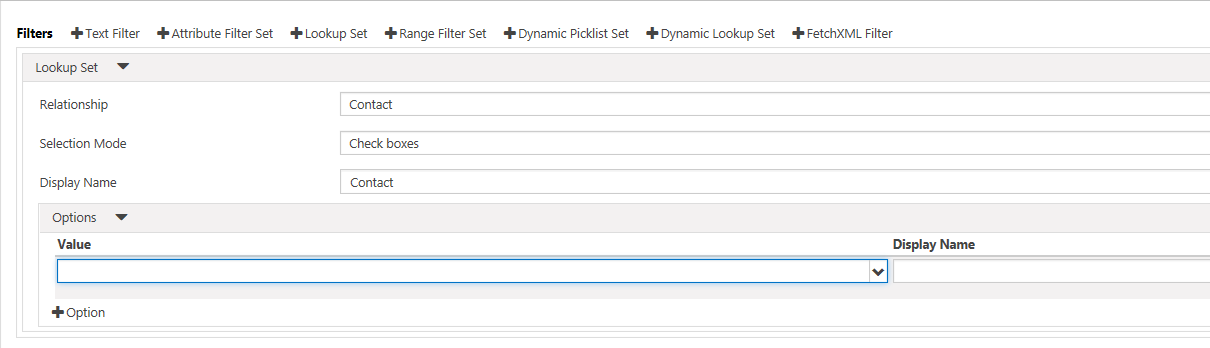 Filters +Text Filter +Attribute Filter Set +Lookup Set +Range Filter Set +Dynamic Picklist Set +Dynamic Lookup Set +FetchXML Filter
Lookup Set
Relationship Contact
Selection Mode Check boxes
Display Name Contact
Options
Value Display Name
+Option